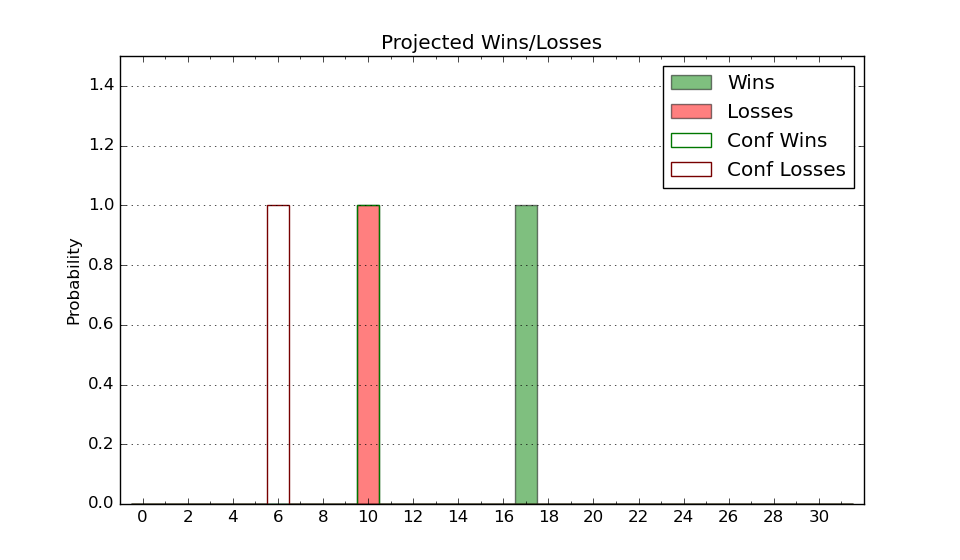 Projected Wins/Losses
Wins
Losses
Conf Wins
Conf Losses
Probability
1.4
1.2
1.0
0.8
0.6
0.4
0.2
0.0
0 2 4 6 8 10 12 14 16 18 20 22 24 26 28 30